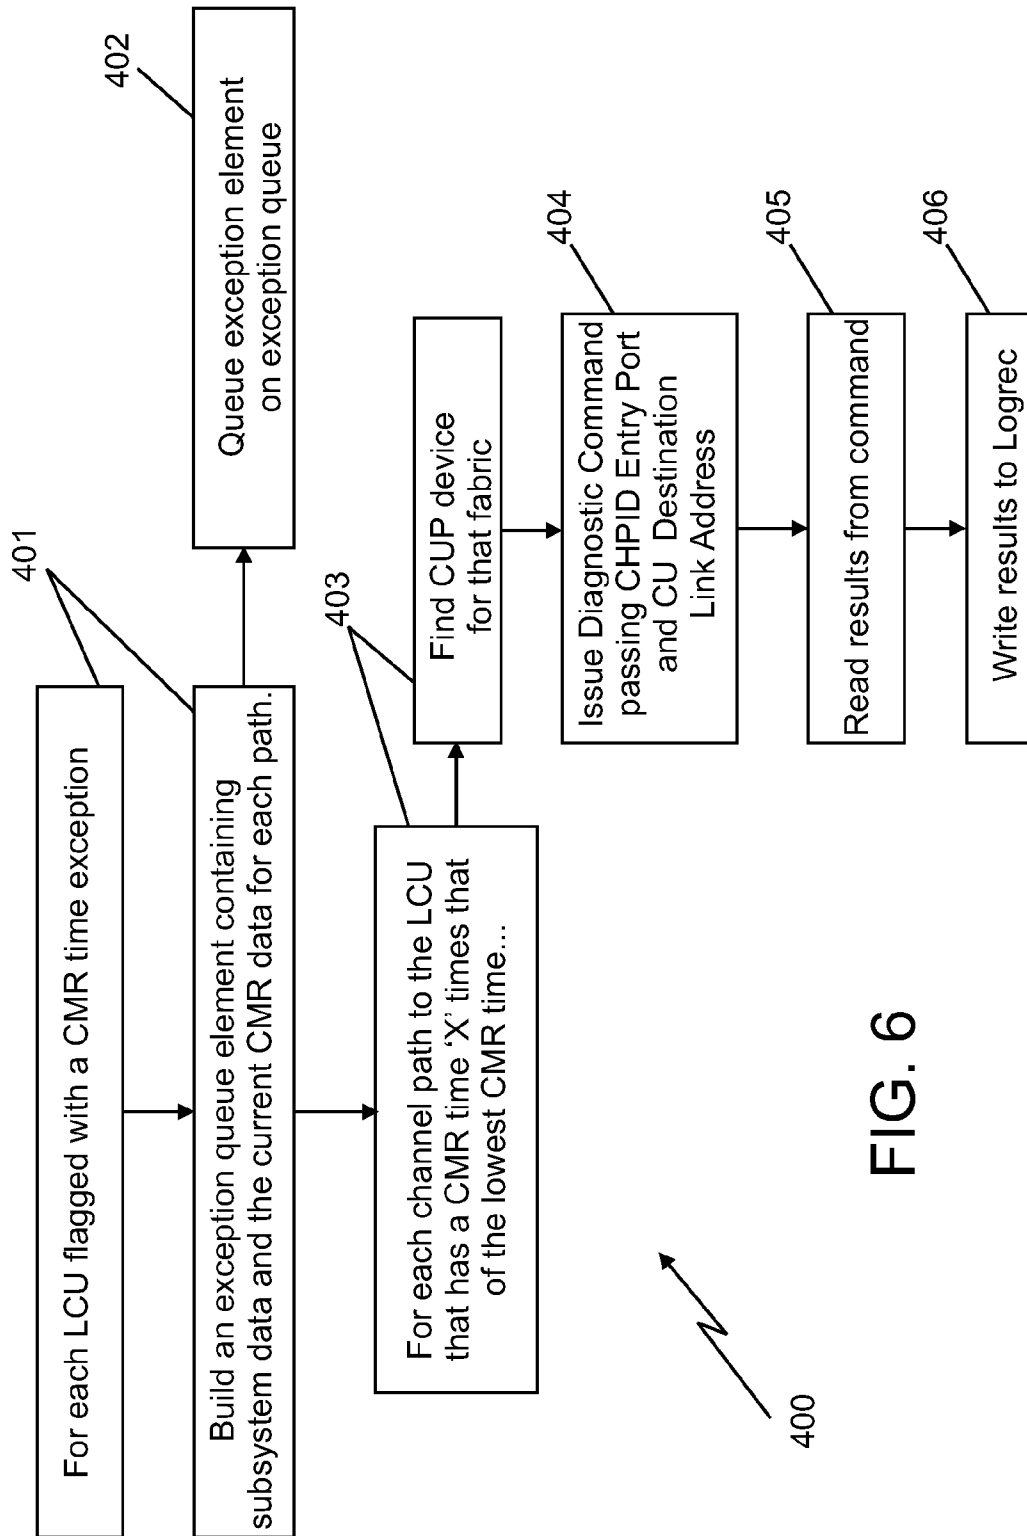 For each LCU flagged with a CMR time exception
401
Build an exception queue element containing
subsystem data and the current CMR data for each path.
402
Queue exception element
on exception queue
403
For each channel path to the LCU
that has a CMR time ‘X’ times that
of the lowest CMR time...
Find CUP device
for that fabric
404
Issue Diagnostic Command
passing CHPID Entry Port
and CU Destination
Link Address
405
Read results from command
406
Write results to Logrec
400
FIG. 6